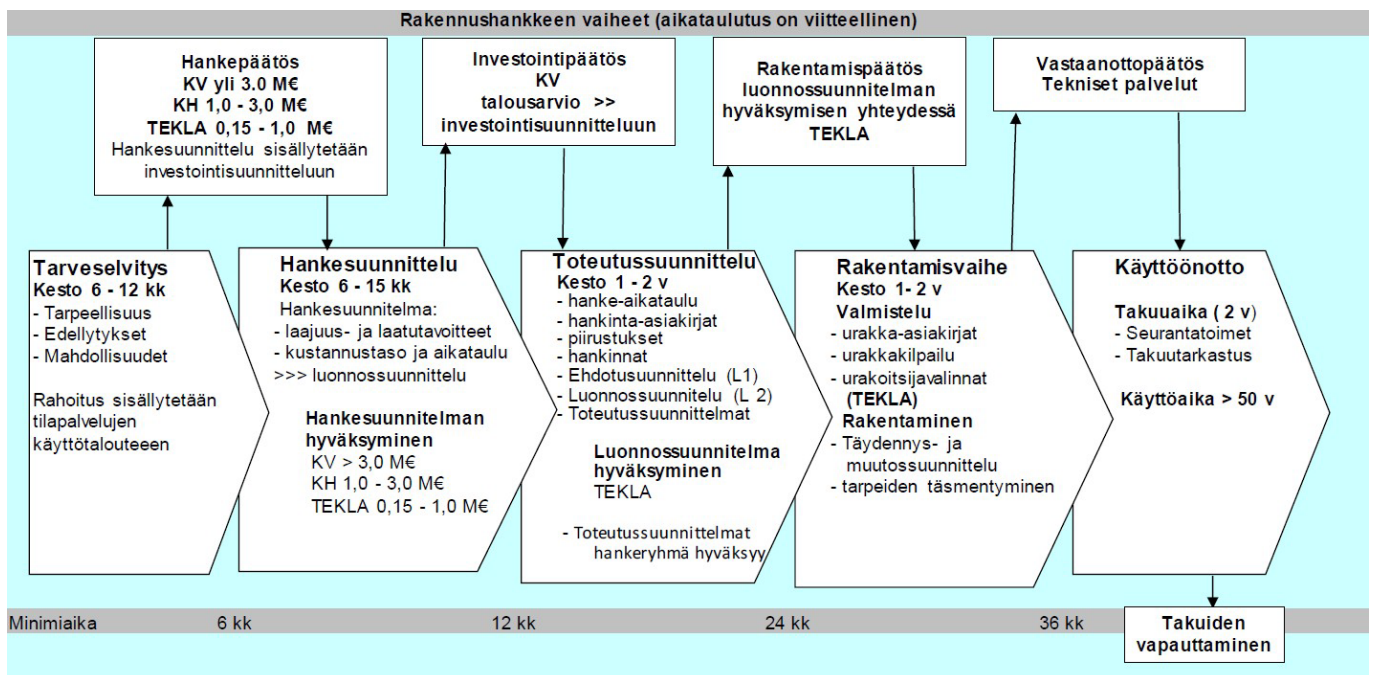 Rakennushankkeen vaiheet (aikataulutus on viitteellinen)
Hankepäätös
KV yli 3.0 M€
KH 1,0 - 3,0 M€
TEKLA 0,15 - 1,0 M€
Hankesuunnittelu sisällytetään
investointisuunnitteluun
Investointipäätös
KV
talousarvio >>
investointisuunnitteluun
Rakentamispäätös
luonnossuunnitelman
hyväksymisen yhteydessä
TEKLA
Vastaanottopäätös
Tekniset palvelut
Tarveselvitys
Kesto 6 - 12 kk
- Tarpeellisuus
- Edellytykset
- Mahdollisuudet
Rahoitus sisällytetään
tilapalvelujen
käyttötalouteeen
Hankesuunnittelu
Kesto 6 - 15 kk
Hankesuunnitelma:
- laajuus- ja laatutavoitteet
- kustannustaso ja aikataulu
>>> luonnossuunnittelu
Hankesuunnitelman
hyväksyminen
KV > 3,0 M€
KH 1,0 - 3,0 M€
TEKLA 0,15 - 1,0 M€
Toteutussuunnittelu
Kesto 1 - 2 v
- hanke-aikataulu
- hankinta-asiakirjat
- piirustukset
- hankinnat
- Ehdotusuunnittelu (L1)
- Luonnossuunnitelu (L 2)
- Toteutussuunnittelmat
Luonnossuunnitelma
hyväksyminen
TEKLA
- Toteutussuunnittelmat
hankeryhmä hyväksyy
Rakentamisvaihe
Kesto 1- 2 v
Valmistelu
- urakka-asiakirjat
- urakkakilpailu
- urakoitsijavalinnat
(TEKLA)
Rakentaminen
- Täydennys- ja
muutossuunnittelu
- tarpeiden täsmentyminen
Käyttöönotto
Takuuaika ( 2 v)
- Seurantatoimet
- Takuutarkastus
Käyttöaika > 50 v
Minimiaika
6 kk
12 kk
24 kk
36 kk
Takuiden
vapauttaminen